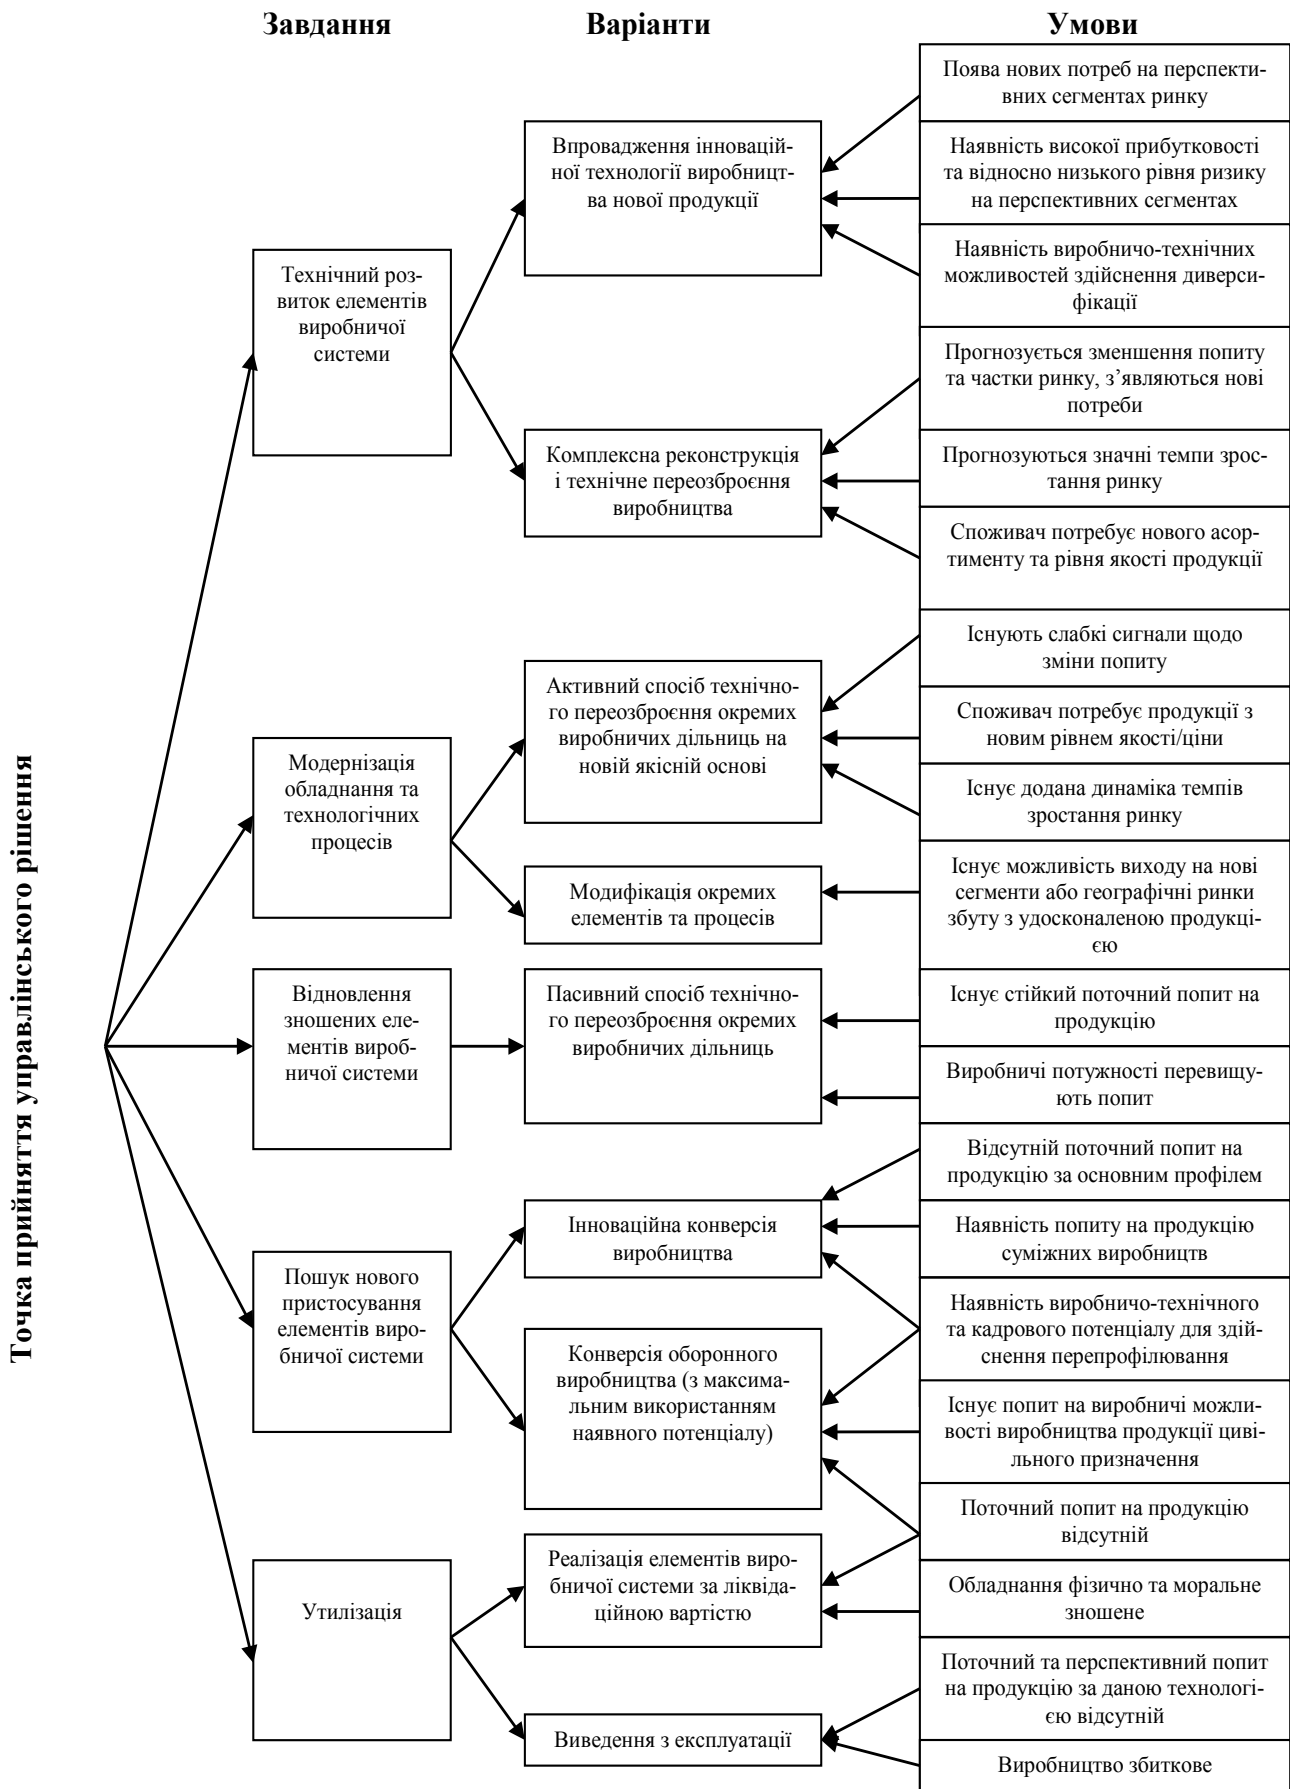 Завдання
Варіанти
Умови
Точка прийняття управлінського рішення
Технічний роз-
виток елементів
виробничої
системи
Модернізація
обладнання та
технологічних
процесів
Відновлення
зношених еле-
ментів вироб-
ничої системи
Пошук нового
пристосування
елементів виро-
бничої системи
Утилізація
Впровадження інновацій-
ної технології виробницт-
ва нової продукції
Комплексна реконструкція
і технічне переозброєння
виробництва
Активний спосіб технічно-
го переозброєння окремих
виробничих дільниць на
новій якісній основі
Модифікація окремих
елементів та процесів
Пасивний спосіб технічно-
го переозброєння окремих
виробничих дільниць
Інноваційна конверсія
виробництва
Конверсія оборонного
виробництва (з максима-
льним використанням
наявного потенціалу)
Реалізація елементів виро-
бничої системи за ліквіда-
ційною вартістю
Виведення з експлуатації
Поява нових потреб на перспекти-
вних сегментах ринку
Наявність високої прибутковості
та відносно низького рівня ризику
на перспективних сегментах
Наявність виробничо-технічних
можливостей здійснення диверси-
фікації
Прогнозується зменшення попиту
та частки ринку, з’являються нові
потреби
Прогнозуються значні темпи зрос-
тання ринку
Споживач потребує нового асор-
тименту та рівня якості продукції
Існують слабкі сигнали щодо
зміни попиту
Споживач потребує продукції з
новим рівнем якості/ціни
Існує додана динаміка темпів
зростання ринку
Існує можливість виходу на нові
сегменти або географічні ринки
збуту з удосконаленою продукці-
єю
Існує стійкий поточний попит на
продукцію
Виробничі потужності перевищу-
ють попит
Відсутній поточний попит на
продукцію за основним профілем
Наявність попиту на продукцію
суміжних виробництв
Наявність виробничо-технічного
та кадрового потенціалу для здій-
снення перепрофілювання
Існує попит на виробничі можли-
вості виробництва продукції циві-
льного призначення
Поточний попит на продукцію
відсутній
Обладнання фізично та моральне
зношене
Поточний та перспективний попит
на продукцію за даною технологі-
єю відсутній
Виробництво збиткове